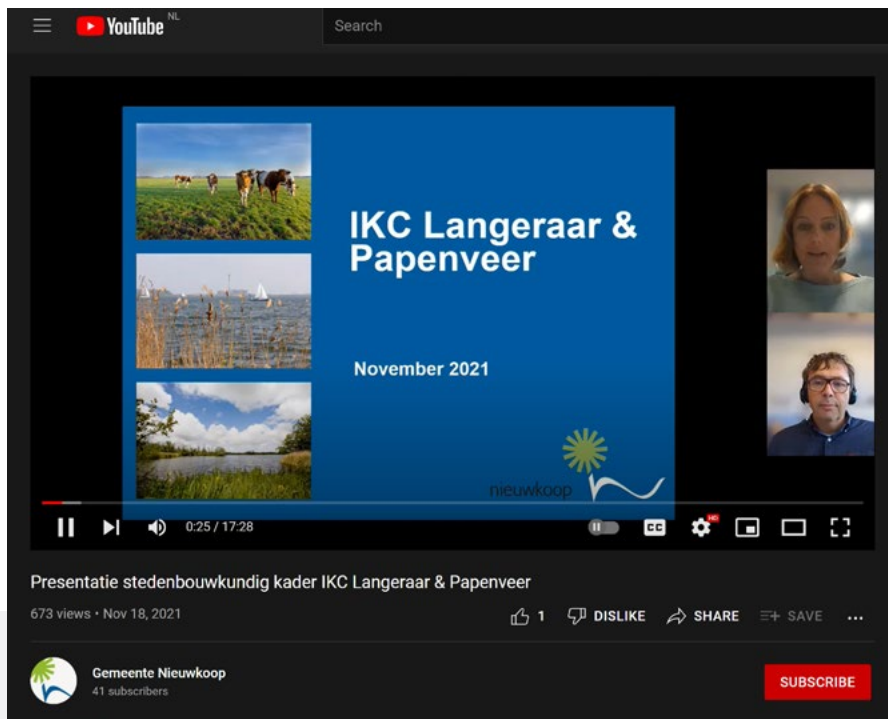 YouTube NL
Search
IKC Langeraar &
Papenveer
November 2021
nieuwkoop
0:25 / 17:28
CC
HD
Presentatie stedenbouwkundig kader IKC Langeraar & Papenveer
673 views • Nov 18, 2021
1 DISLIKE SHARE SAVE ...
Gemeente Nieuwkoop
41 subscribers
SUBSCRIBE